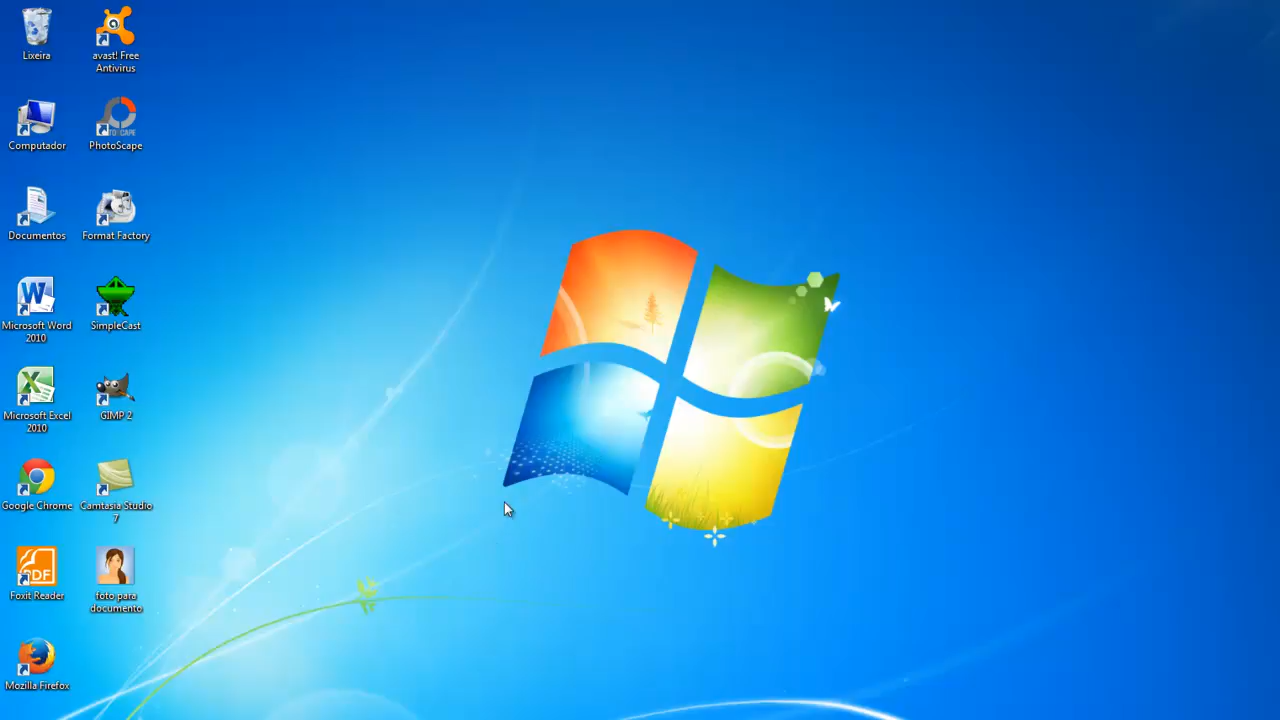 Lixeira
avast! Free
Antivirus
Computador
PhotoScape
Documentos
Format Factory
Microsoft Word
2010
SimpleCast
Microsoft Excel
2010
GIMP 2
Google Chrome
Camtasia Studio
7
PDF
Foxit Reader
foto para
documento
Mozilla Firefox